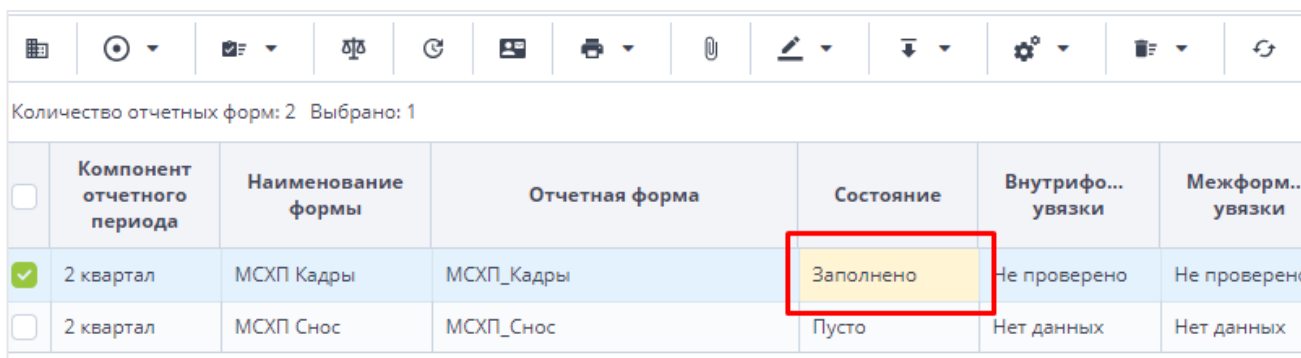 Количество отчетных форм: 2 Выбрано: 1
Компонент отчетного периода Наименование формы Отчетная форма Состояние Внутрифо... увязки Межформ... увязки
2 квартал МСХП Кадры МСХП_Кадры Заполнено Не проверено Не проверено
2 квартал МСХП Снос МСХП_Снос Пусто Нет данных Нет данных